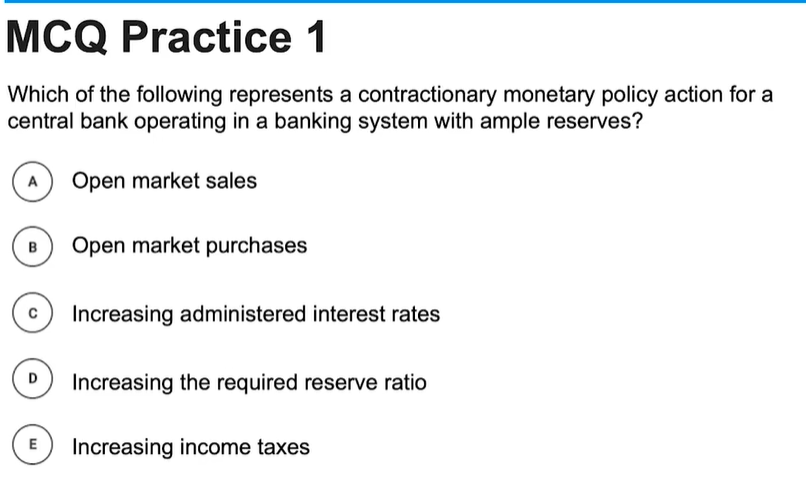 MCQ Practice 1
Which of the following represents a contractionary monetary policy action for a
central bank operating in a banking system with ample reserves?
A Open market sales
B Open market purchases
C Increasing administered interest rates
D Increasing the required reserve ratio
E Increasing income taxes